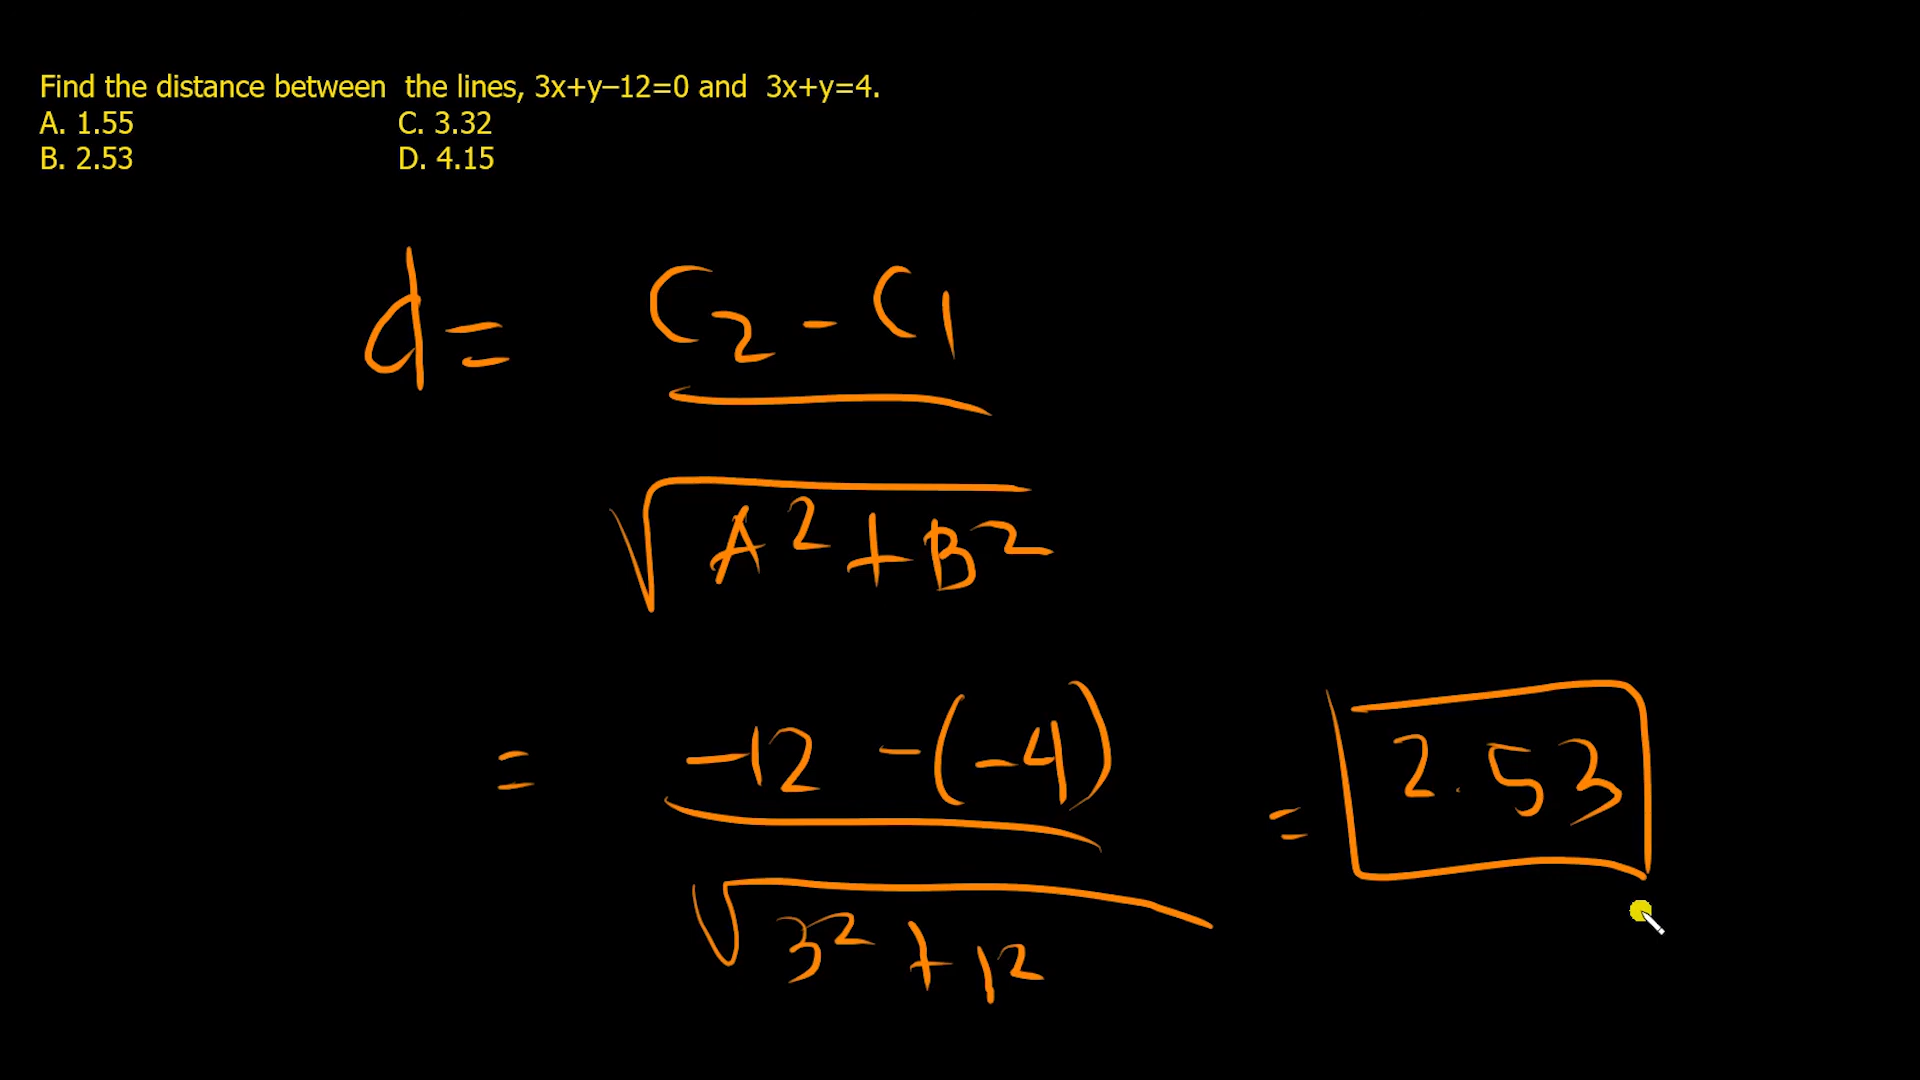 Find the distance between  the lines, 3x+y–12=0 and  3x+y=4.
A. 1.55 C. 3.32
B. 2.53 D. 4.15
d = C₂ - C₁
√A² + B²
= -12 - (-4)
√3² + 1² = 2.53